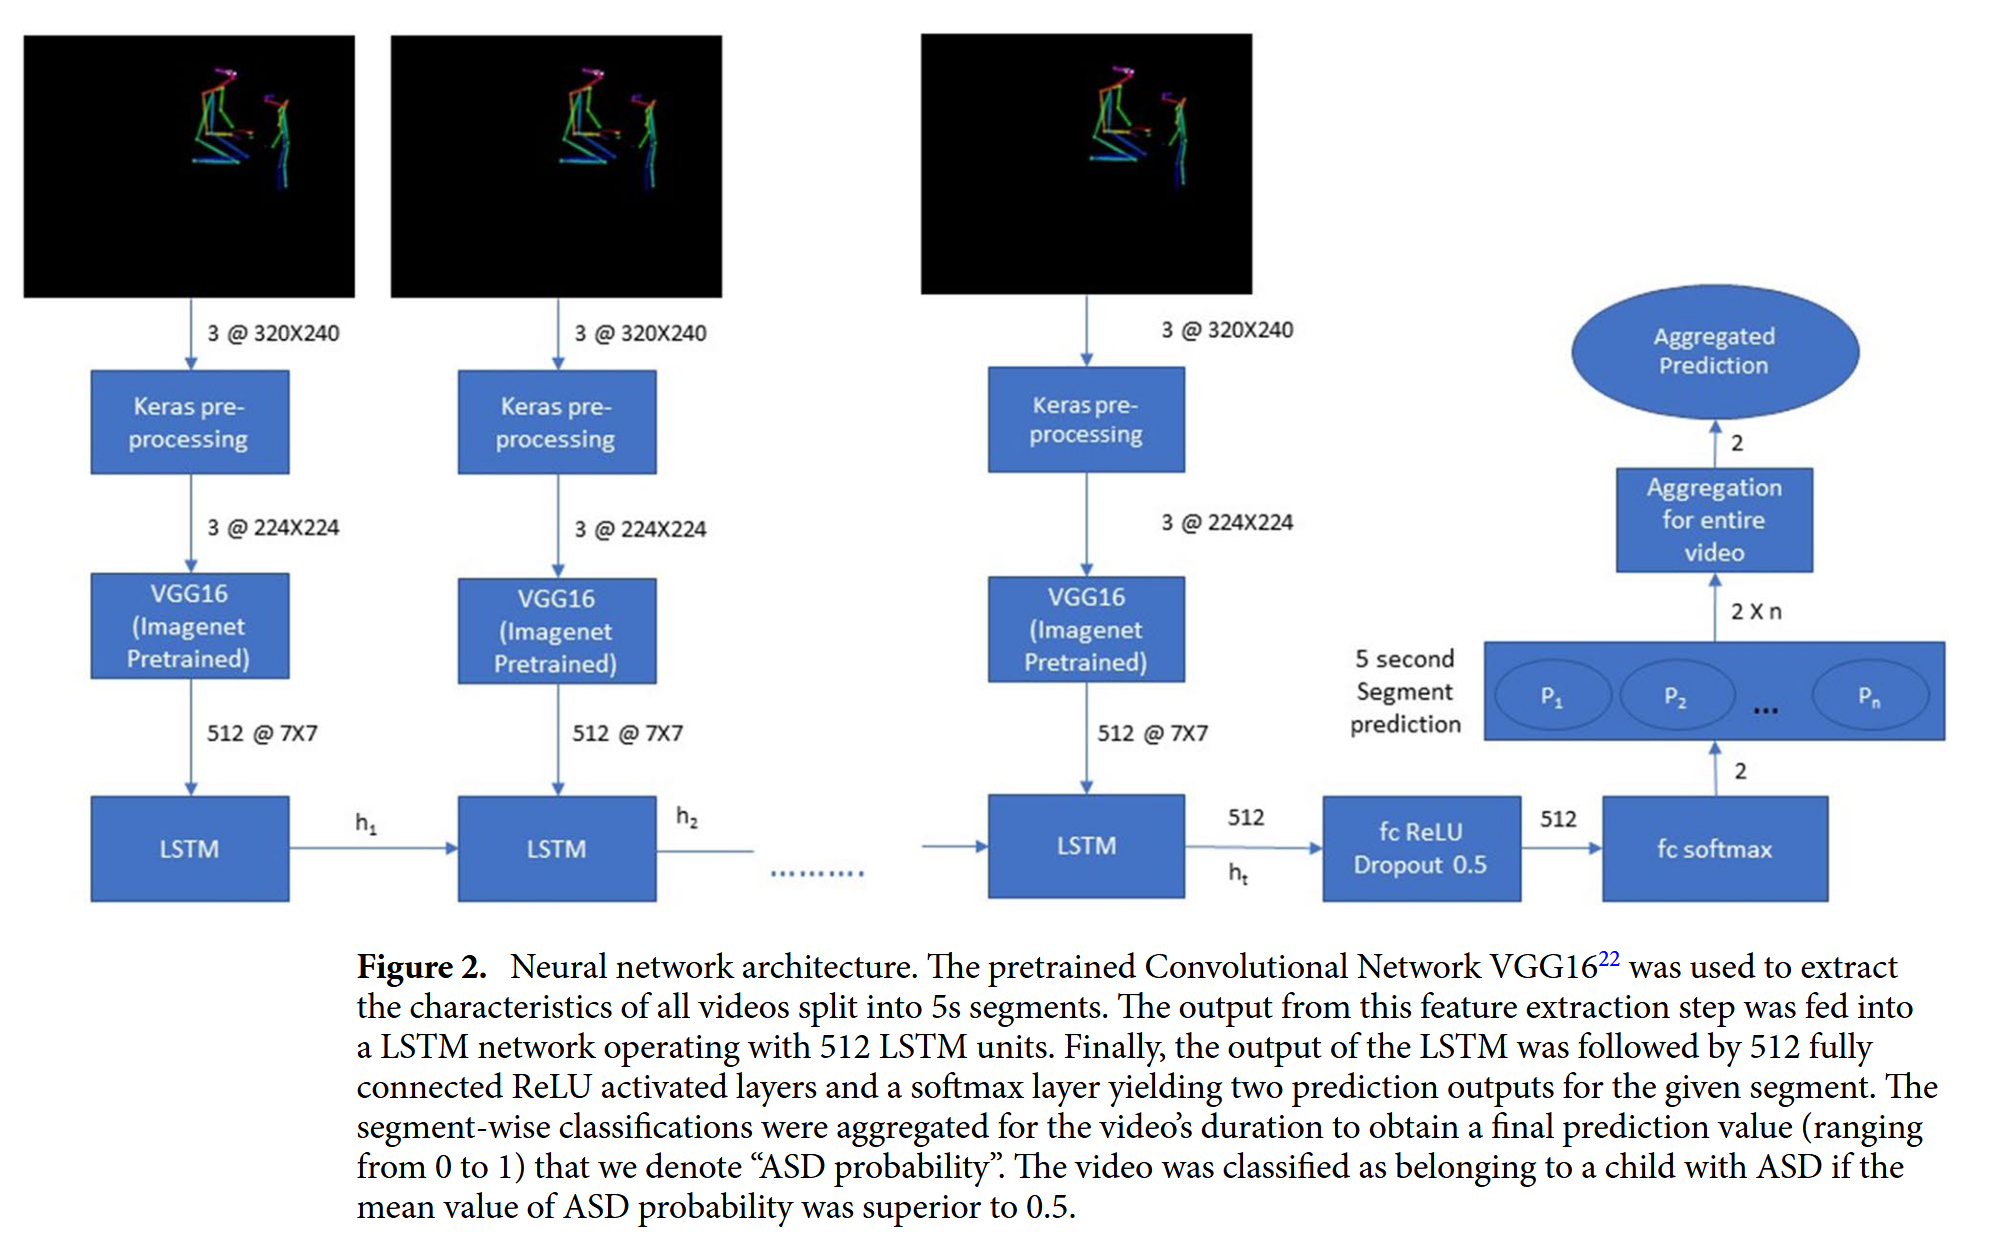 3 @ 320X240
3 @ 320X240
3 @ 320X240
Keras pre-
processing
Keras pre-
processing
Keras pre-
processing
3 @ 224X224
3 @ 224X224
3 @ 224X224
VGG16
(Imagenet
Pretrained)
VGG16
(Imagenet
Pretrained)
VGG16
(Imagenet
Pretrained)
512 @ 7X7
512 @ 7X7
512 @ 7X7
LSTM
h1
LSTM
h2
..........
LSTM
512
ht
fc ReLU
Dropout 0.5
512
fc softmax
2
5 second
Segment
prediction
P1
P2
...
Pn
2 X n
Aggregation
for entire
video
2
Aggregated
Prediction
Figure 2. Neural network architecture. The pretrained Convolutional Network VGG16²² was used to extract
the characteristics of all videos split into 5s segments. The output from this feature extraction step was fed into
a LSTM network operating with 512 LSTM units. Finally, the output of the LSTM was followed by 512 fully
connected ReLU activated layers and a softmax layer yielding two prediction outputs for the given segment. The
segment-wise classifications were aggregated for the video’s duration to obtain a final prediction value (ranging
from 0 to 1) that we denote “ASD probability”. The video was classified as belonging to a child with ASD if the
mean value of ASD probability was superior to 0.5.